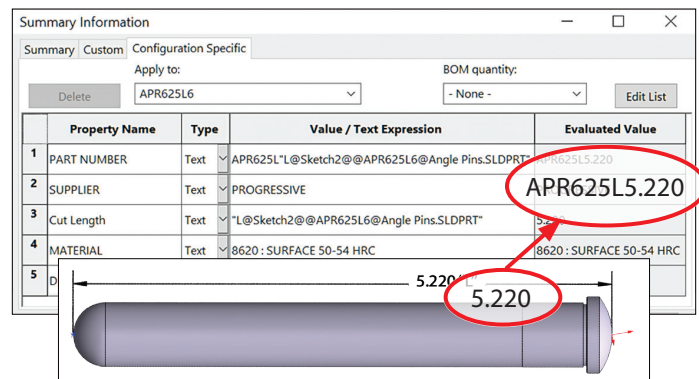 Summary Information
Summary Custom Configuration Specific
Apply to: BOM quantity:
Delete APR625L6 - None - Edit List
Property Name Type Value / Text Expression Evaluated Value
1 PART NUMBER Text APR625L"L@Sketch2@@APR625L6@Angle Pins.SLDPRT" APR625L5.220
2 SUPPLIER Text PROGRESSIVE
APR625L5.220
3 Cut Length Text "L@Sketch2@@APR625L6@Angle Pins.SLDPRT"
4 MATERIAL Text 8620 : SURFACE 50-54 HRC 8620 : SURFACE 50-54 HRC
5 D
5.220
5.220